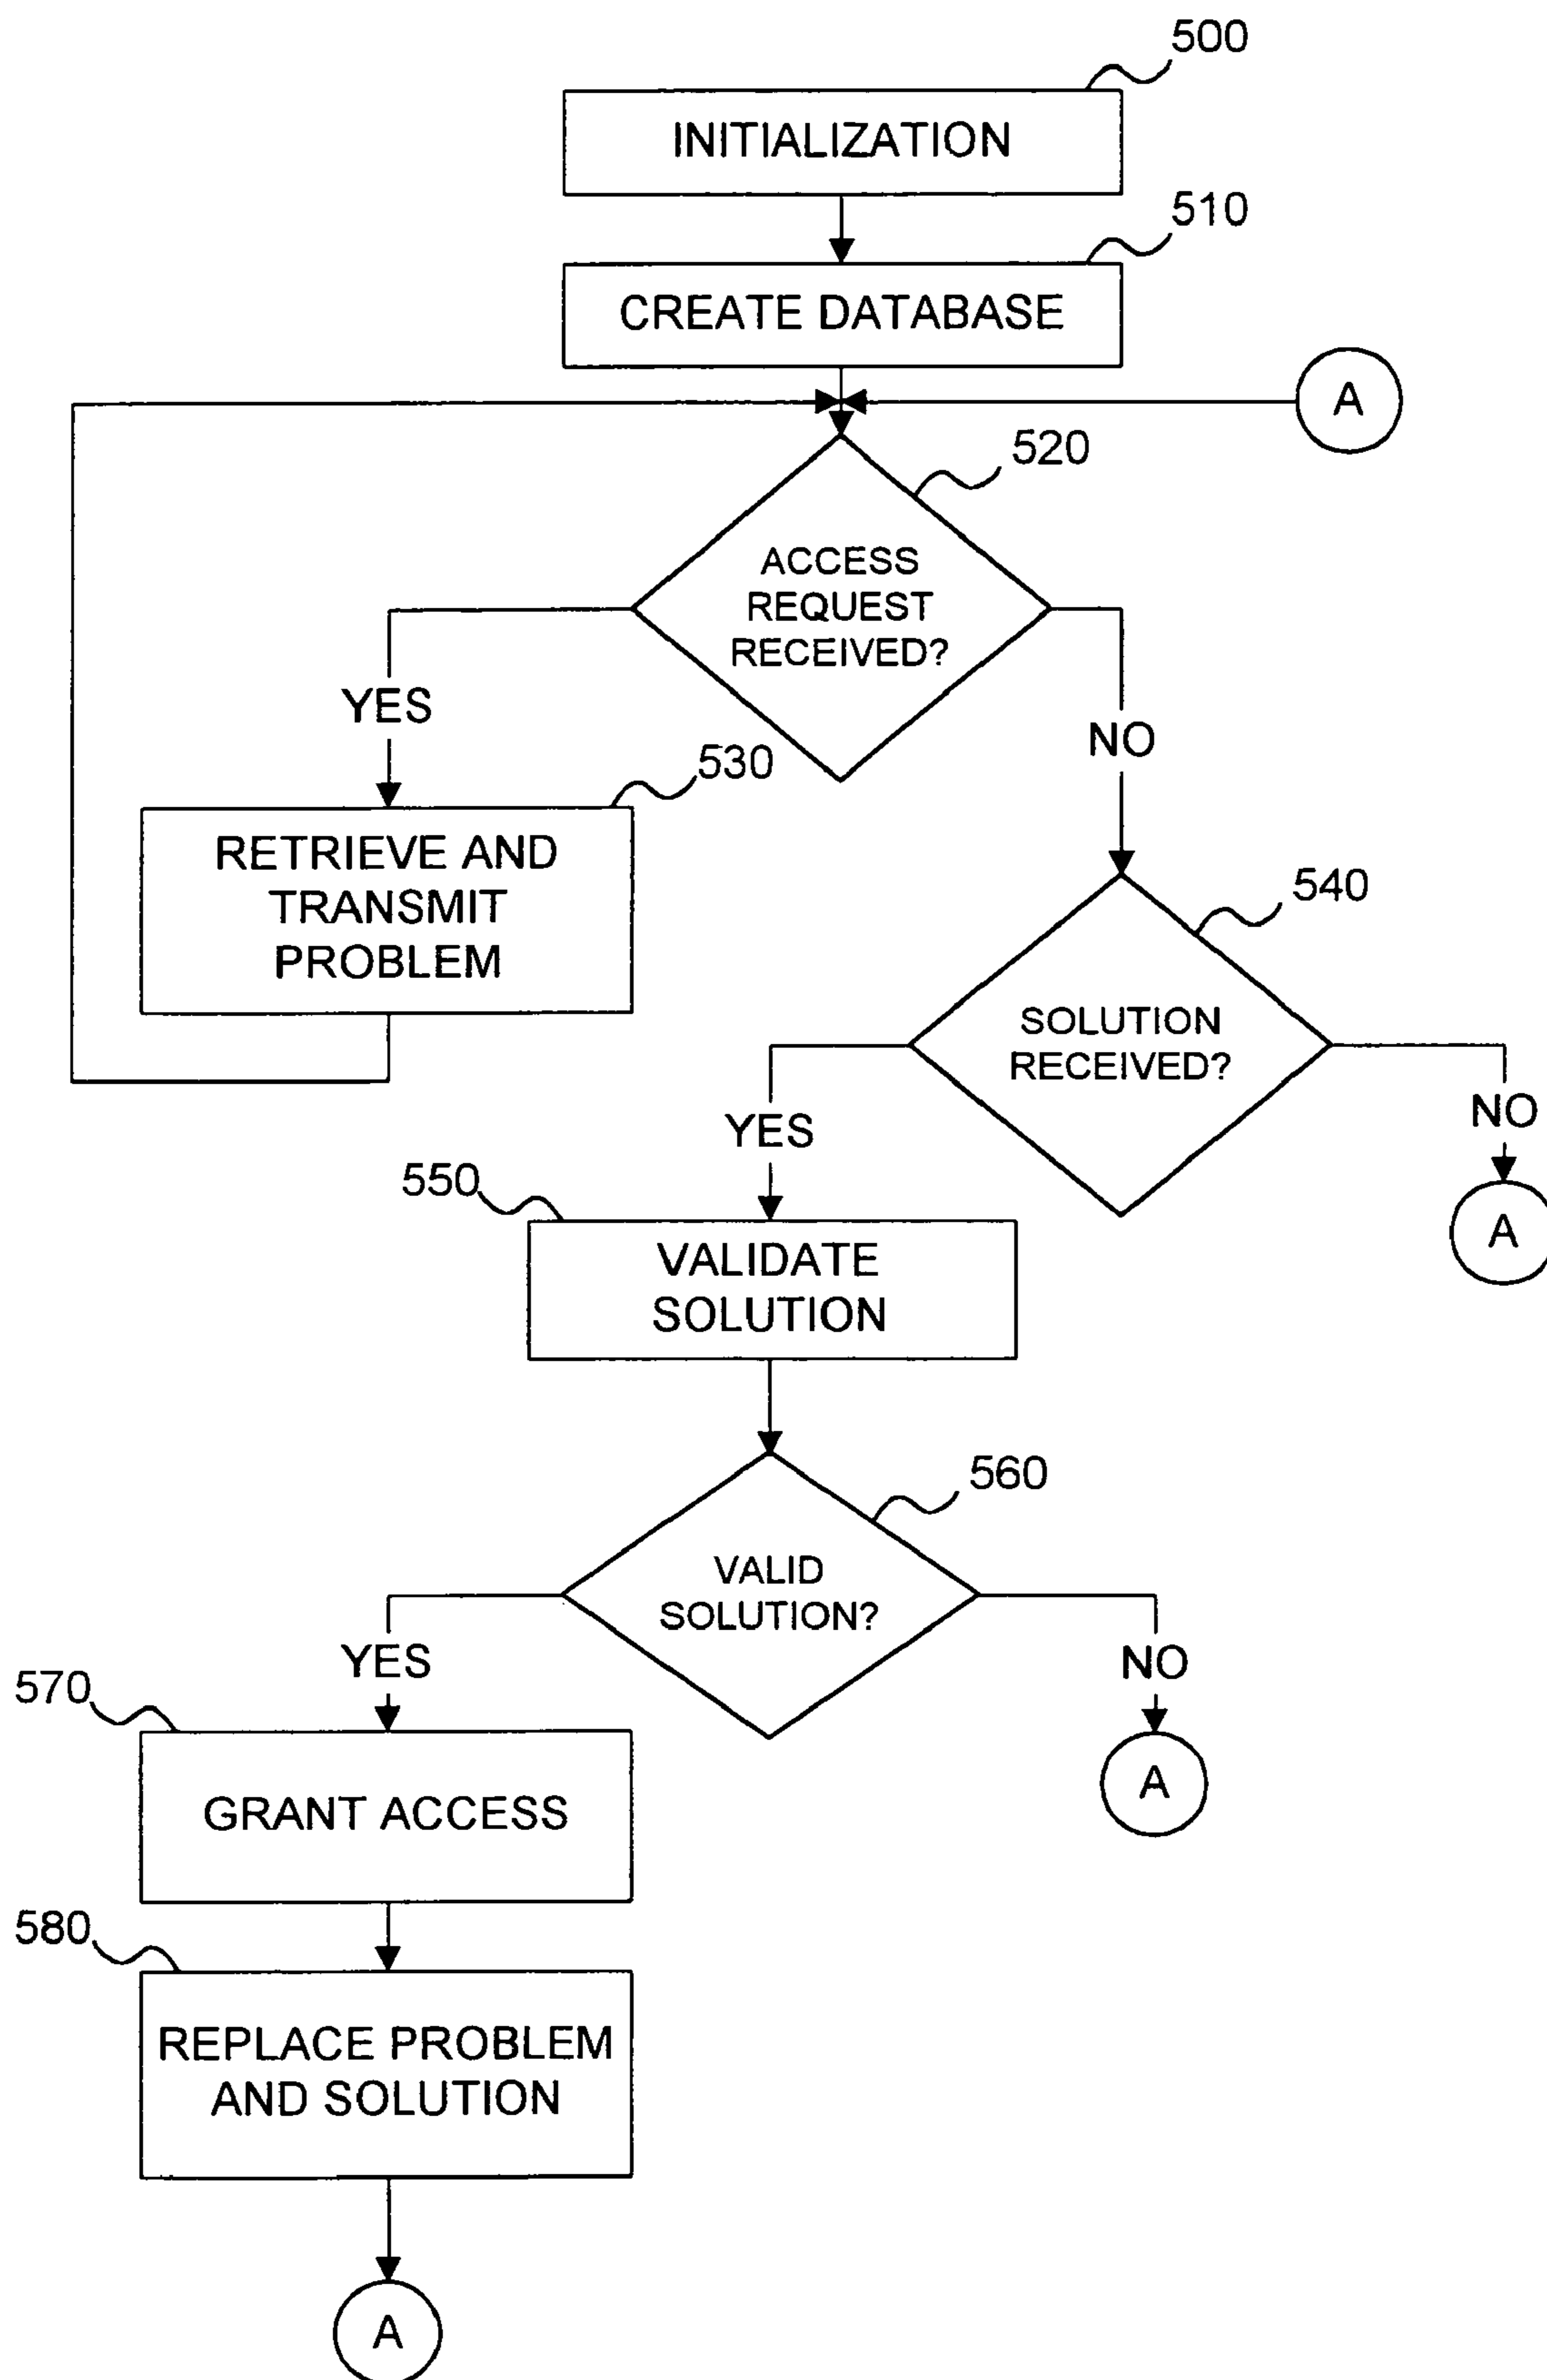 500
INITIALIZATION
510
CREATE DATABASE
A
520
ACCESS
REQUEST
RECEIVED?
YES
NO
530
RETRIEVE AND
TRANSMIT
PROBLEM
540
SOLUTION
RECEIVED?
YES
NO
A
550
VALIDATE
SOLUTION
560
VALID
SOLUTION?
YES
NO
A
570
GRANT ACCESS
580
REPLACE PROBLEM
AND SOLUTION
A